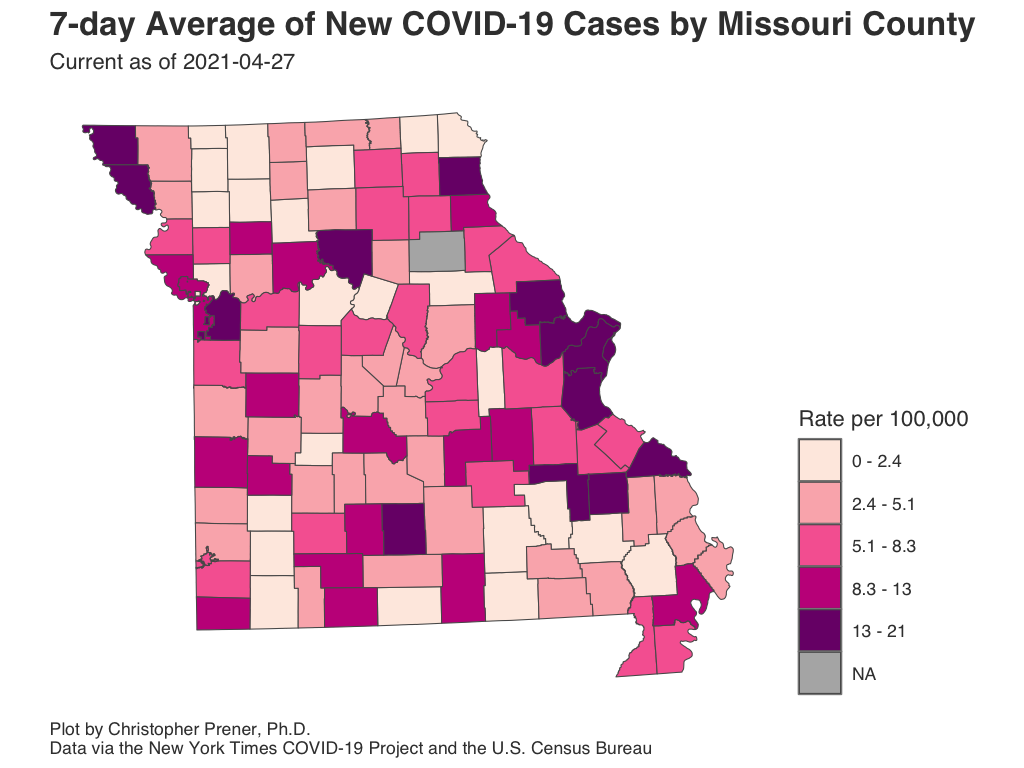 7-day Average of New COVID-19 Cases by Missouri County
Current as of 2021-04-27
Rate per 100,000
0 - 2.4
2.4 - 5.1
5.1 - 8.3
8.3 - 13
13 - 21
NA
Plot by Christopher Prener, Ph.D.
Data via the New York Times COVID-19 Project and the U.S. Census Bureau